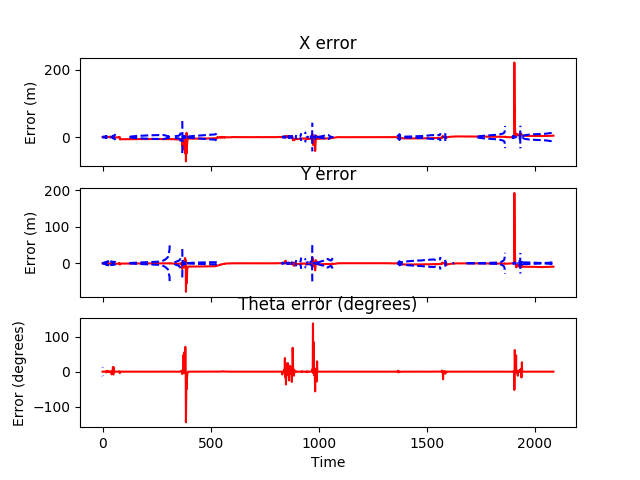 X error
Error (m)
200
0
Y error
Error (m)
200
100
0
Theta error (degrees)
Error (degrees)
100
0
−100
0 500 1000 1500 2000
Time